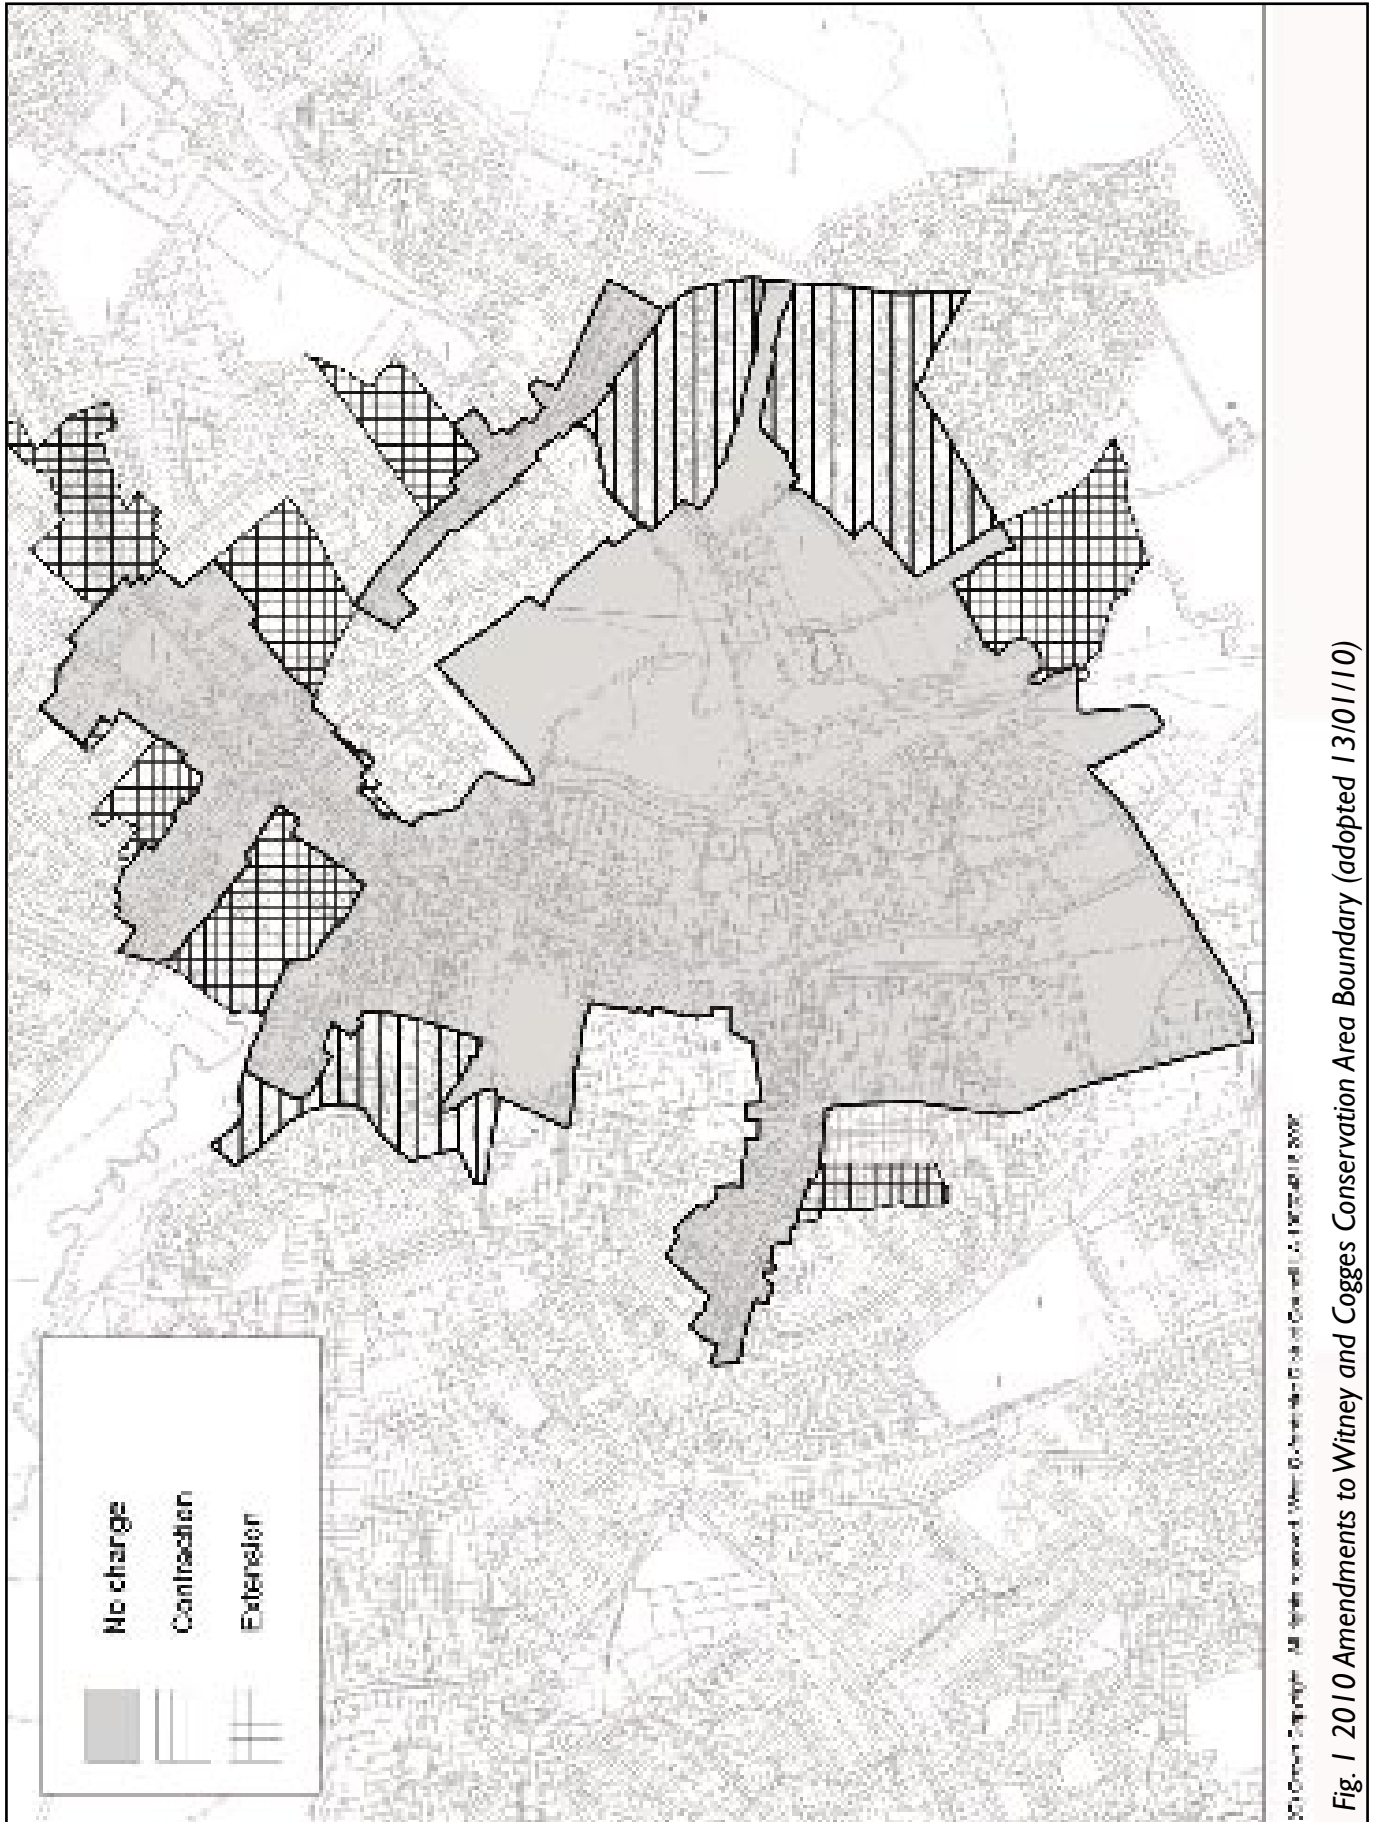 No change
Contraction
Extension
Fig. 1 2010 Amendments to Witney and Cogges Conservation Area Boundary (adopted 13/01/10)